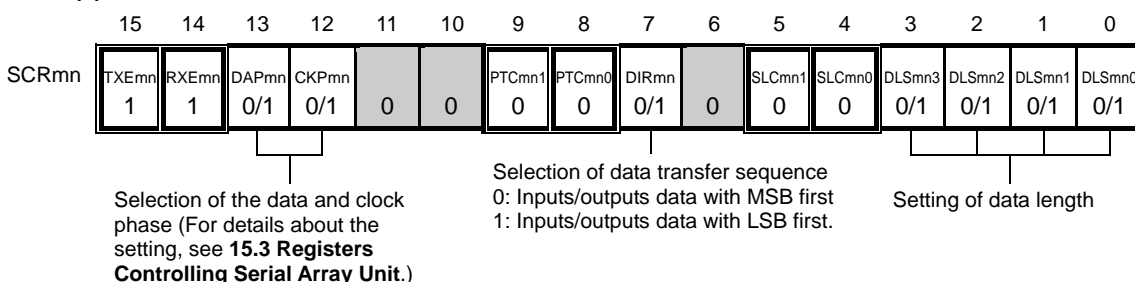 15 14 13 12 11 10 9 8 7 6 5 4 3 2 1 0
SCRmn
TXEmn RXEmn DAPmn CKPmn PTCmn1 PTCmn0 DIRmn SLCmn1 SLCmn0 DLSmn3 DLSmn2 DLSmn1 DLSmn0
1 1 0/1 0/1 0 0 0 0 0/1 0 0 0 0/1 0/1 0/1 0/1
Selection of the data and clock
phase (For details about the
setting, see 15.3 Registers
Controlling Serial Array Unit.)
Selection of data transfer sequence
0: Inputs/outputs data with MSB first
1: Inputs/outputs data with LSB first.
Setting of data length